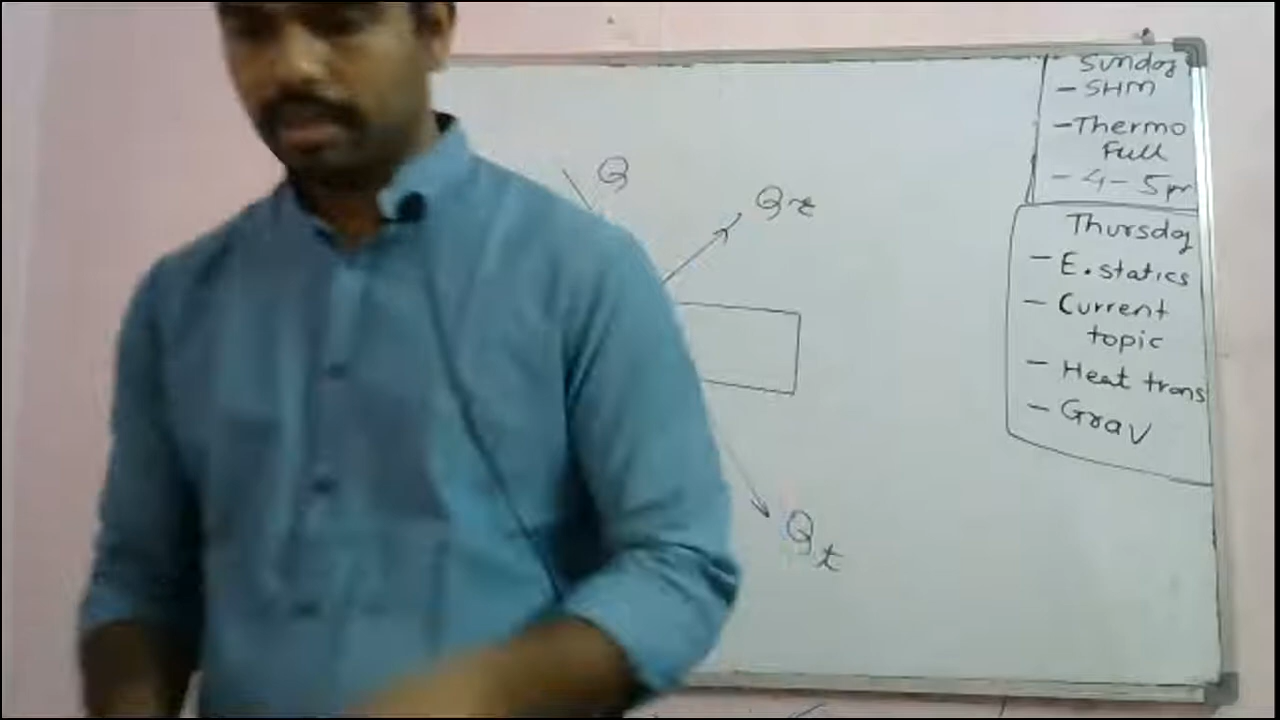 Q
Qr
Qt
Sunday
- SHM
- Thermo
Full
- 4-5pm
Thursday
- E.statics
- Current
topic
- Heat trans
- Grav